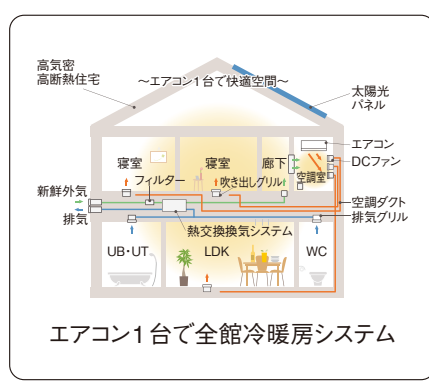 高気密
高断熱住宅
～エアコン1台で快適空間～
太陽光
パネル
エアコン
DCファン
寝室
寝室
廊下
空調室
フィルター
吹き出しグリル
新鮮外気
排気
空調ダクト
排気グリル
熱交換換気システム
UB・UT
LDK
WC
エアコン1台で全館冷暖房システム